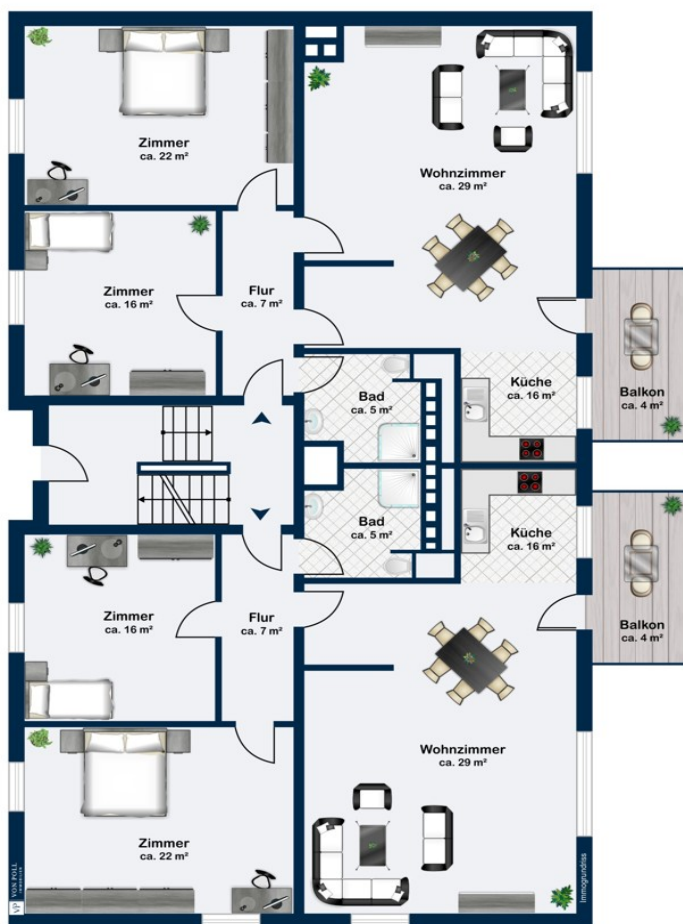 Zimmer
ca. 22 m²
Wohnzimmer
ca. 29 m²
Zimmer
ca. 16 m²
Flur
ca. 7 m²
Bad
ca. 5 m²
Küche
ca. 16 m²
Balkon
ca. 4 m²
Bad
ca. 5 m²
Küche
ca. 16 m²
Zimmer
ca. 16 m²
Flur
ca. 7 m²
Balkon
ca. 4 m²
Wohnzimmer
ca. 29 m²
Zimmer
ca. 22 m²
VP VON POLL
IMMOBILIEN
Immogrundriss